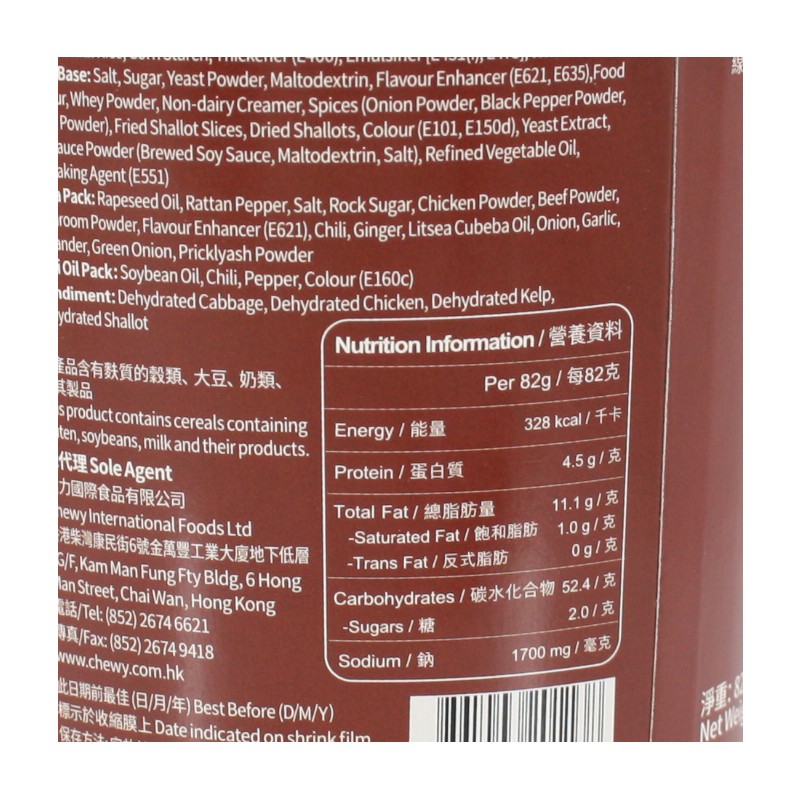 Thickener (E466), Emulsifier
Base: Salt, Sugar, Yeast Powder, Maltodextrin, Flavour Enhancer (E621, E635),Food
Whey Powder, Non-dairy Creamer, Spices (Onion Powder, Black Pepper Powder,
Powder), Fried Shallot Slices, Dried Shallots, Colour (E101, E150d), Yeast Extract,
auce Powder (Brewed Soy Sauce, Maltodextrin, Salt), Refined Vegetable Oil,
aking Agent (E551)
Pack: Rapeseed Oil, Rattan Pepper, Salt, Rock Sugar, Chicken Powder, Beef Powder,
room Powder, Flavour Enhancer (E621), Chili, Ginger, Litsea Cubeba Oil, Onion, Garlic,
ander, Green Onion, Pricklyash Powder
i Oil Pack: Soybean Oil, Chili, Pepper, Colour (E160c)
ndiment: Dehydrated Cabbage, Dehydrated Chicken, Dehydrated Kelp,
ydrated Shallot
產品含有麩質的穀類、大豆、奶類、
其製品
s product contains cereals containing
ten, soybeans, milk and their products.
代理 Sole Agent
力國際食品有限公司
hewy International Foods Ltd
港柴灣康民街6號金萬豐工業大廈地下低層
G/F, Kam Man Fung Fty Bldg, 6 Hong
Man Street, Chai Wan, Hong Kong
電話/Tel: (852) 2674 6621
傳真/Fax: (852) 2674 9418
www.chewy.com.hk
此日期前最佳 (日/月/年) Best Before (D/M/Y)
標示於收縮膜上 Date indicated on shrink film
保存方法:
Nutrition Information / 營養資料
Per 82g / 每82克
Energy / 能量 328 kcal / 千卡
Protein / 蛋白質 4.5 g / 克
Total Fat / 總脂肪量 11.1 g / 克
-Saturated Fat / 飽和脂肪 1.0 g / 克
-Trans Fat / 反式脂肪 0 g / 克
Carbohydrates / 碳水化合物 52.4 / 克
-Sugars / 糖 2.0 / 克
Sodium / 鈉 1700 mg / 毫克
淨重: 82
Net Weig